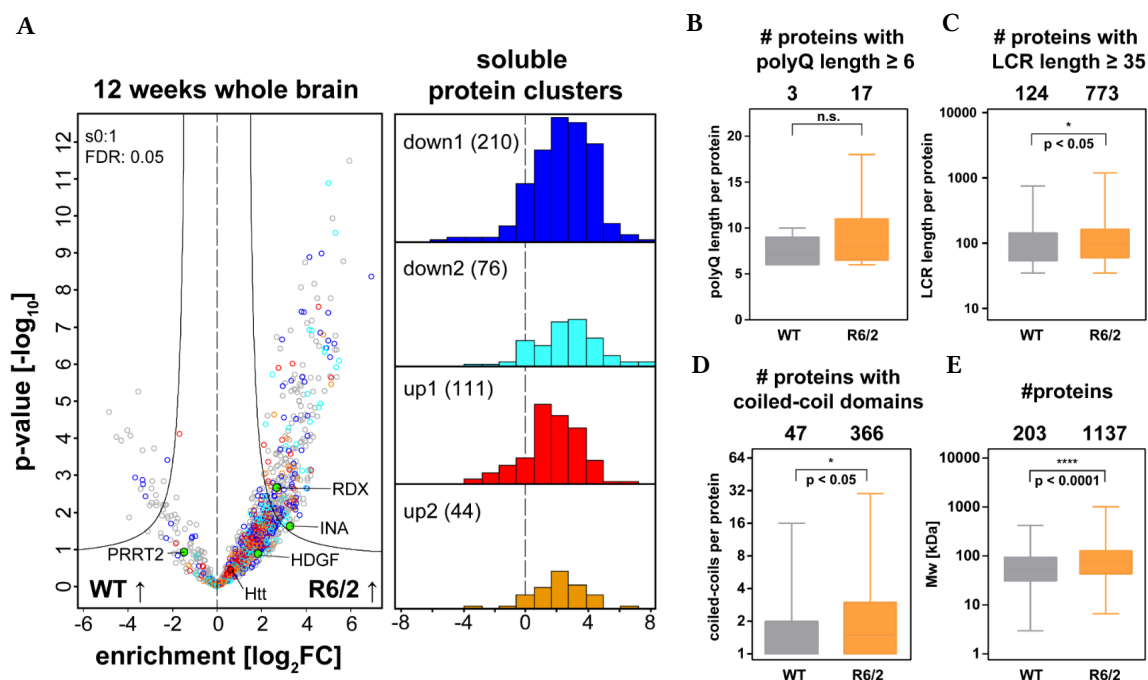 A
12 weeks whole brain
s0:1
FDR: 0.05
p-value [-log10]
12
11
10
9
8
7
6
5
4
3
2
1
0
RDX
INA
PRRT2
HDGF
Htt
WT ↑
R6/2 ↑
-6 -4 -2 0 2 4 6
enrichment [log2FC]
soluble
protein clusters
down1 (210)
down2 (76)
up1 (111)
up2 (44)
-8 -4 0 4 8
B
# proteins with
polyQ length ≥ 6
3 17
n.s.
polyQ length per protein
20
15
10
5
0
WT R6/2
C
# proteins with
LCR length ≥ 35
124 773
*
p < 0.05
LCR length per protein
10000
1000
100
10
WT R6/2
D
# proteins with
coiled-coil domains
47 366
*
p < 0.05
coiled-coils per protein
64
32
16
8
4
2
1
WT R6/2
E
#proteins
203 1137
****
p < 0.0001
Mw [kDa]
10000
1000
100
10
1
WT R6/2